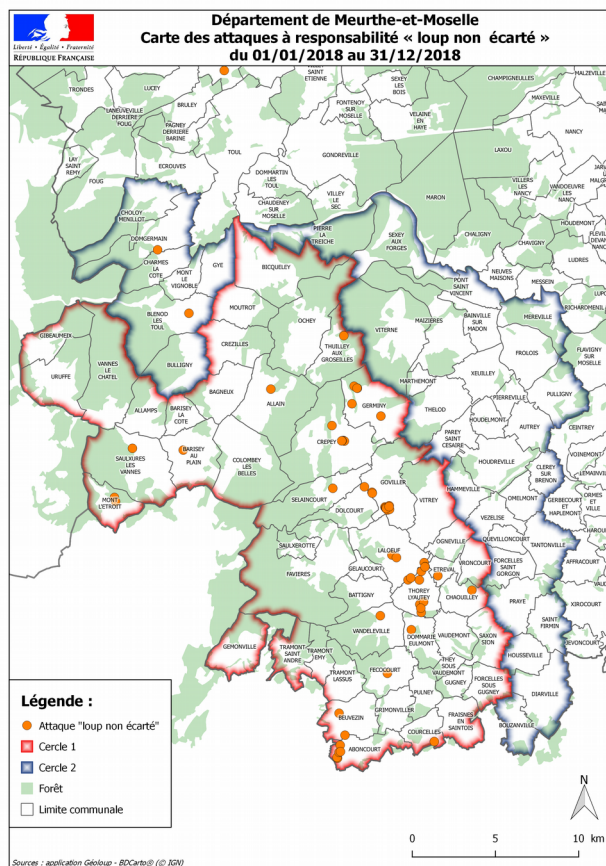 Département de Meurthe-et-Moselle
Carte des attaques à responsabilité « loup non écarté »
du 01/01/2018 au 31/12/2018
Liberté • Égalité • Fraternité
RÉPUBLIQUE FRANÇAISE
TRONDES
LUCEY
LANEUVEVILLE
DERRIERE
FOUG
BRULEY
PAGNEY
DERRIERE
BARINE
SAINT
ETIENNE
SEXEY
LES
BOIS
FONTENOY
SUR
MOSELLE
VELAINE
EN
HAYE
CHAMPIGNEULLES
MALZEVILLE
MAXEVILLE
NANCY
LAXOU
LAY
SAINT
REMY
FOUG
ECROUVES
TOUL
GONDREVILLE
DOMMARTIN
LES
TOUL
CHAUDENEY
SUR
MOSELLE
VILLEY
LE
SEC
MARON
VILLERS
LES
NANCY
VANDOEUVRE
LES
NANCY
HOUDEMONT
CHALIGNY
CHAVIGNY
LUDRES
NEUVES
MAISONS
MESSEIN
RICHARDMENIL
CHOLOY
MENILLOT
DOMGERMAIN
CHARMES
LA
COTE
MONT
LE
VIGNOBLE
GYE
BICQUELEY
PIERRE
LA
TREICHE
SEXEY
AUX
FORGES
PONT
SAINT
VINCENT
MEREVILLE
BLENOD
LES
TOUL
MOUTROT
OCHEY
MAIZIERES
BAINVILLE
SUR
MADON
FLAVIGNY
SUR
MOSELLE
GIBEAUMEIX
URUFFE
VANNES
LE
CHATEL
BULLIGNY
CREZILLES
THUILLEY
AUX
GROSEILLES
VITERNE
XEUILLEY
FROLOIS
PIERREVILLE
PULLIGNY
ALLAMPS
BARISEY
LA
COTE
BAGNEUX
ALLAIN
GERMINY
MARTHEMONT
THELOD
HOUDELMONT
AUTREY
CEINTREY
PAREY
SAINT
CESAIRE
SAULXURES
LES
VANNES
BARISEY
AU
PLAIN
COLOMBEY
LES
BELLES
CREPEY
HOUDREVILLE
CLEREY
SUR
BRENON
VOINEMONT
LEMAINVILLE
MONT
L'ETROIT
SELAINCOURT
GOVILLER
VITREY
HAMMEVILLE
OMELMONT
GERBECOURT
ET
HAPLEMONT
ORMES
ET
VILLE
DOLCOURT
VEZELISE
SAULXEROTTE
OGNEVILLE
QUEVILLONCOURT
TANTONVILLE
LALOEUF
ETREVAL
VRONCOURT
FORCELLES
SAINT
GORGON
AFFRACOURT
FAVIERES
GELAUCOURT
BATTIGNY
THOREY
LYAUTEY
CHAOUILLEY
PRAYE
SAINT
FIRMIN
XIROCOURT
VANDELEVILLE
DOMMARIE
EULMONT
VAUDEMONT
SAXON
SION
HOUSSEVILLE
GEMONVILLE
TRAMONT
SAINT
ANDRE
TRAMONT
EMY
TRAMONT
LASSUS
FECOCOURT
THEY
SOUS
VAUDEMONT
GUGNEY
FORCELLES
SOUS
GUGNEY
DIARVILLE
PULNEY
GRIMONVILLER
FRAISNES
EN
SAINTOIS
BOUZANVILLE
BEUVEZIN
ABONCOURT
COURCELLES
Légende :
Attaque "loup non écarté"
Cercle 1
Cercle 2
Forêt
Limite communale
N
0 5 10 km
Sources : application Géoloup - BDCarto® (© IGN)